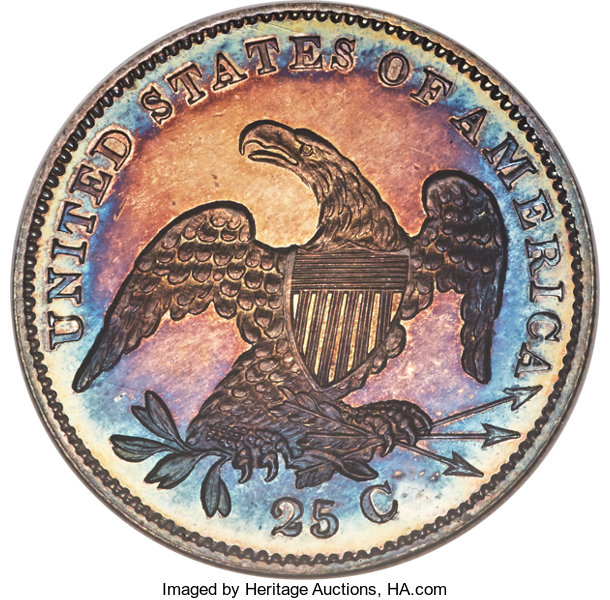 UNITED STATES OF AMERICA
25 C
Imaged by Heritage Auctions, HA.com